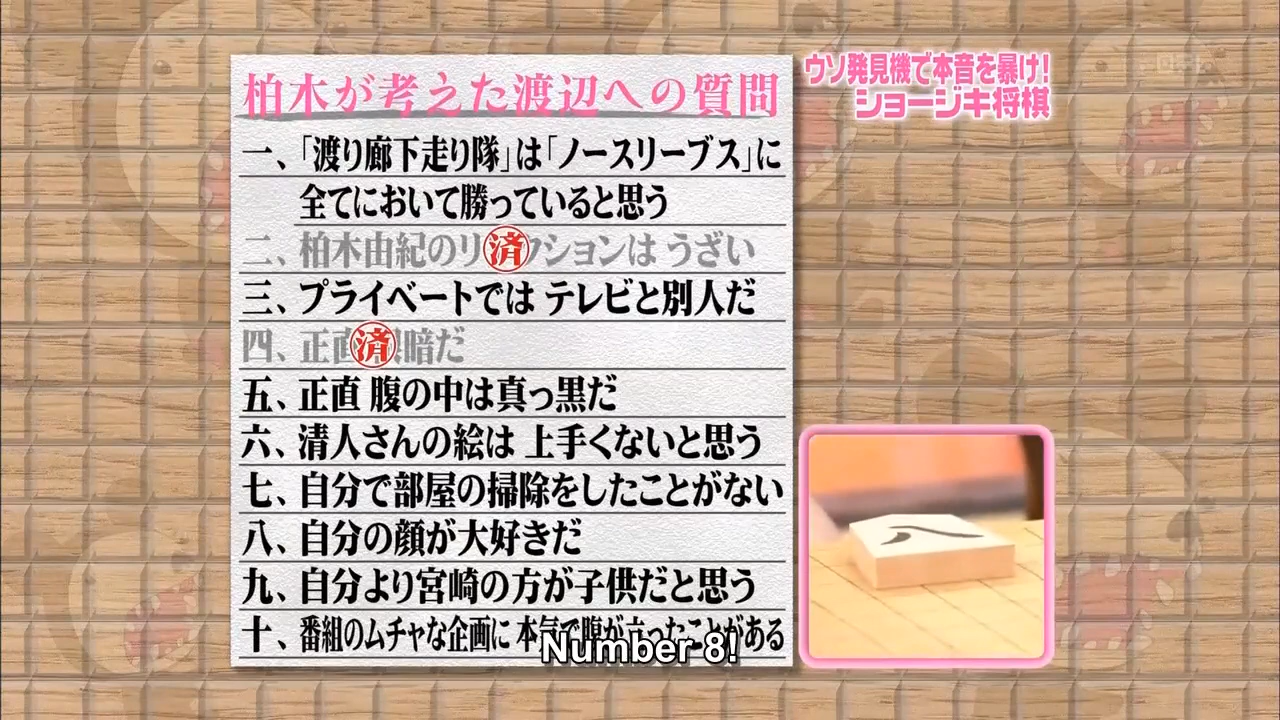 柏木が考えた渡辺への質問
一、「渡り廊下走り隊」は「ノースリーブス」に
全てにおいて勝っていると思う
二、柏木由紀のリ済クションは うざい
三、プライベートでは テレビと別人だ
四、正直済暗だ
五、正直 腹の中は真っ黒だ
六、清人さんの絵は 上手くないと思う
七、自分で部屋の掃除をしたことがない
八、自分の顔が大好きだ
九、自分より宮崎の方が子供だと思う
十、番組のムチャな企画に 本気で腹が立ったことがある
ウソ発見機で本音を暴け!
ショージキ将棋
八
Number 8!